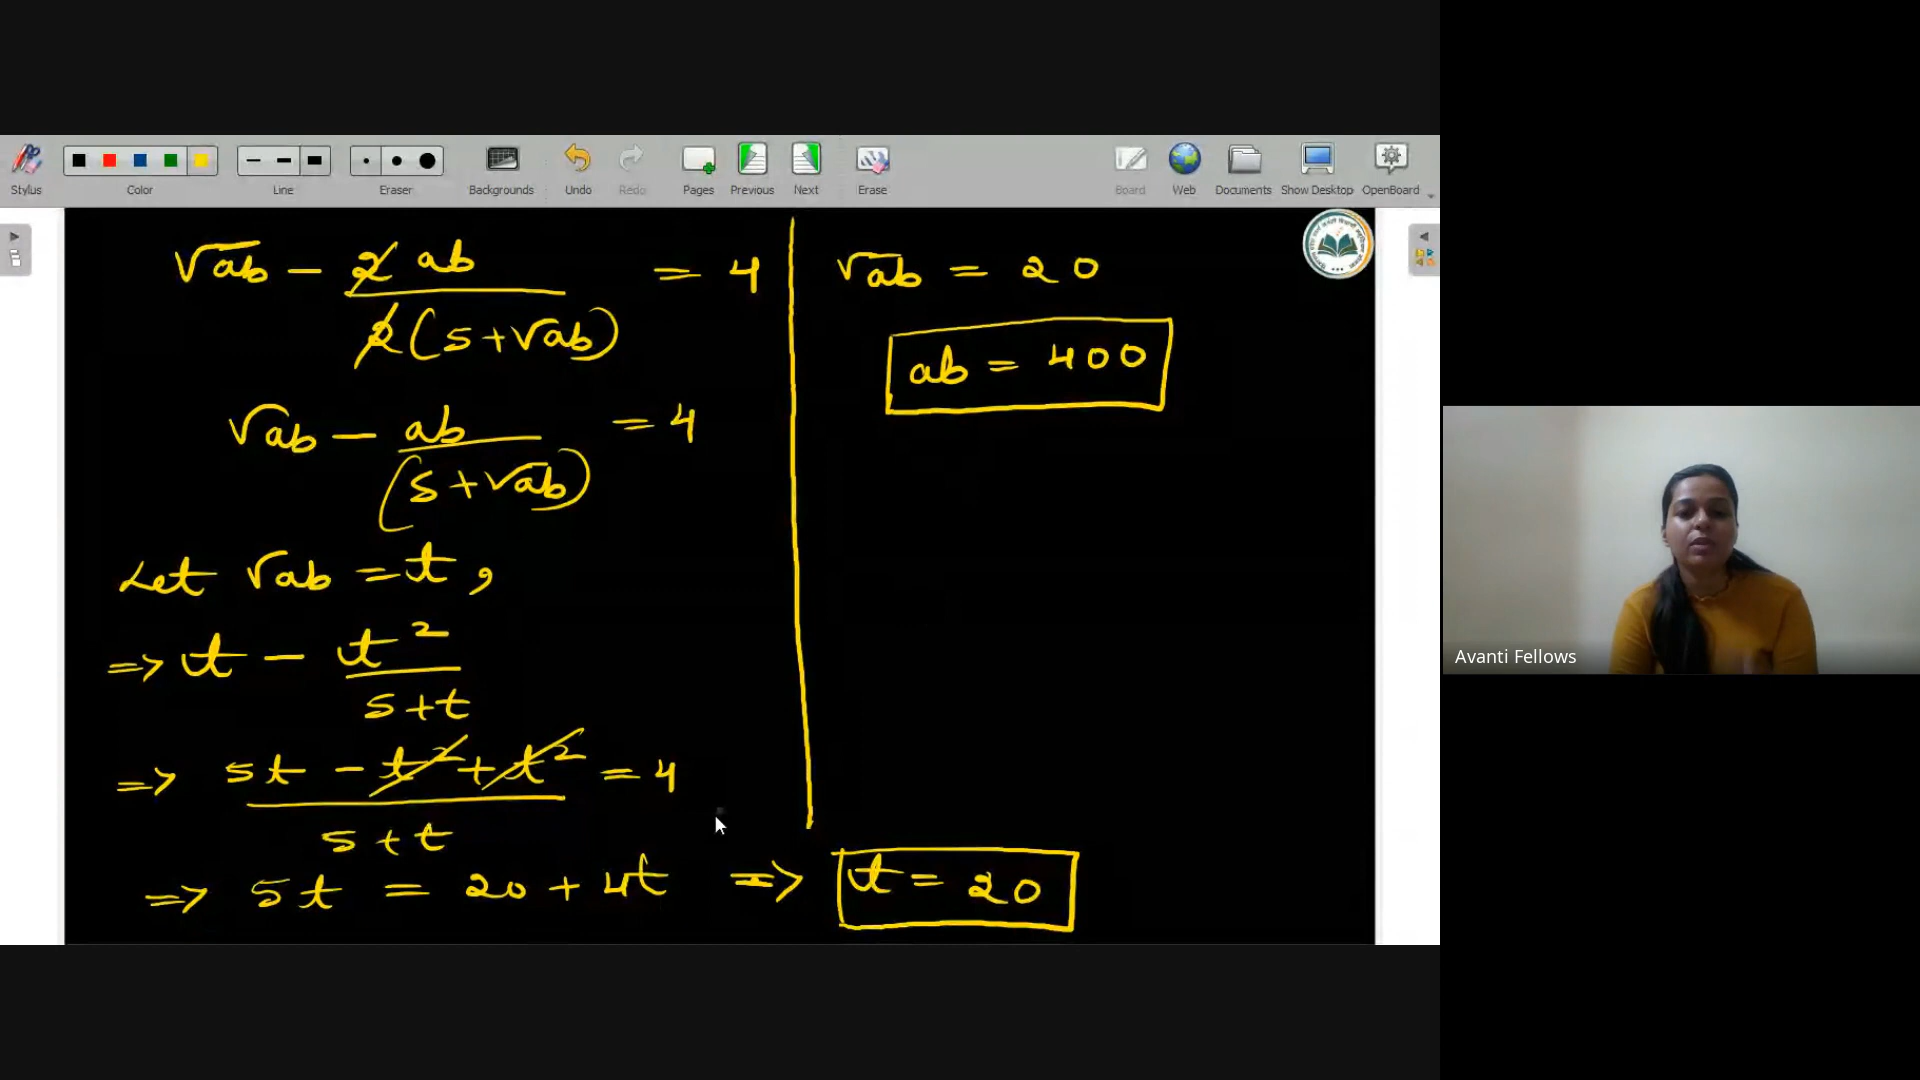 Stylus Color Line Eraser Backgrounds Undo Redo Pages Previous Next Erase Board Web Documents Show Desktop OpenBoard
√ab - 2ab / 2(5+√ab) = 4
√ab - ab / (5+√ab) = 4
Let √ab = t,
=> t - t² / 5+t
=> 5t - t² + t² / 5+t = 4
=> 5t = 20 + 4t => t = 20
√ab = 20
ab = 400
Avanti Fellows